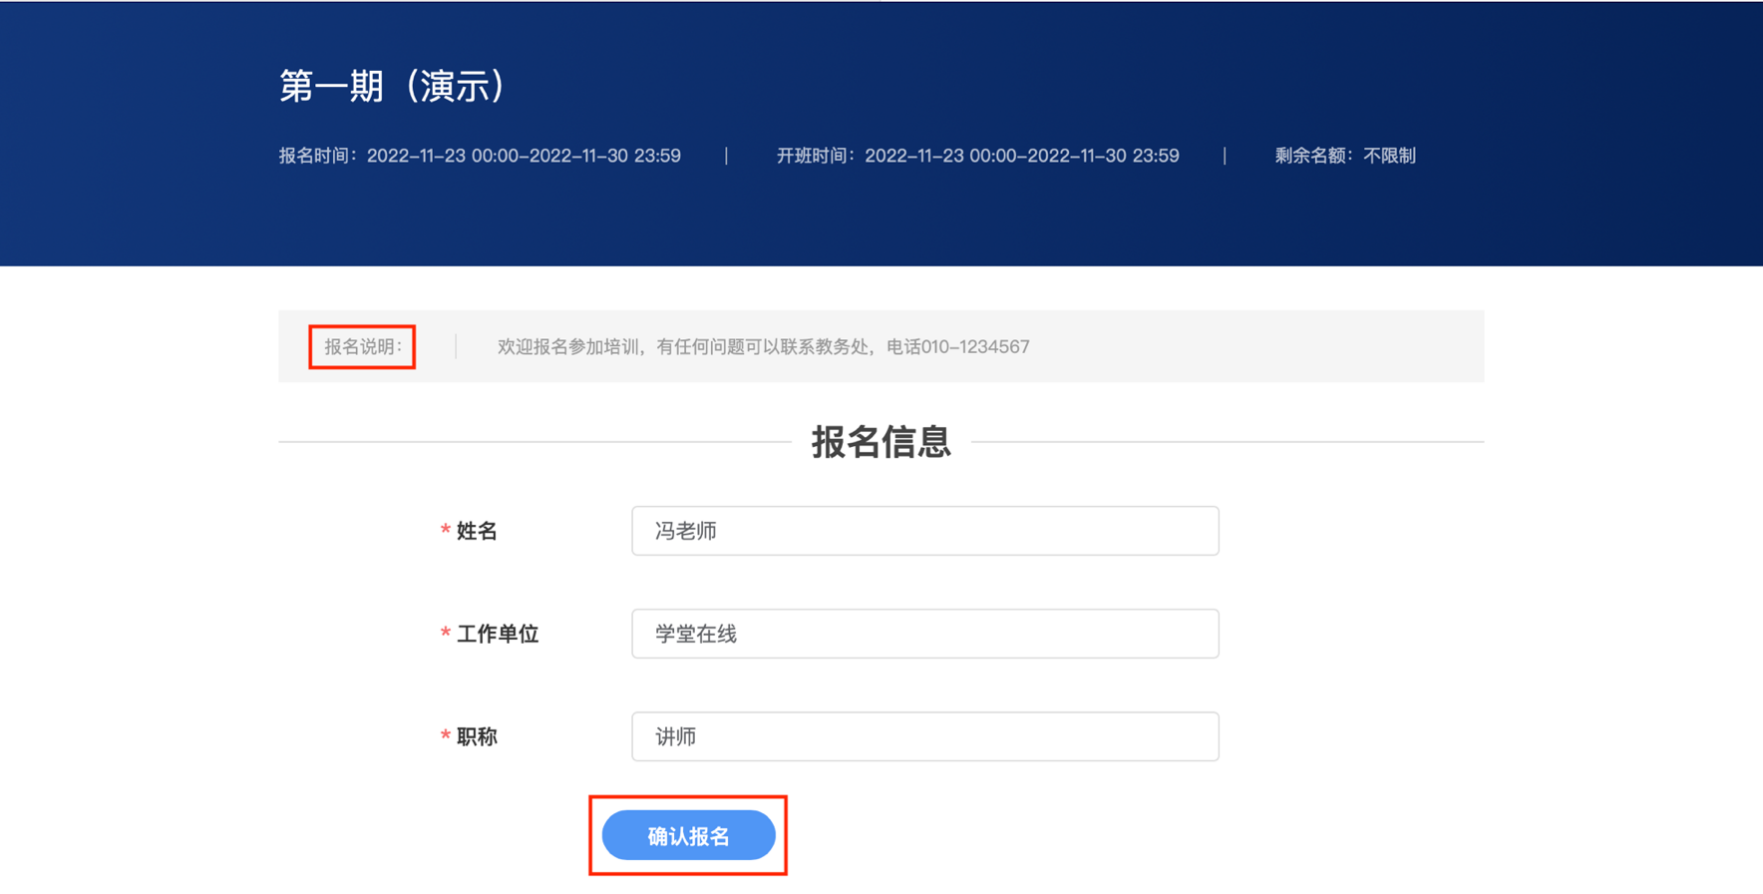 第一期（演示）
报名时间：2022-11-23 00:00-2022-11-30 23:59 | 开班时间：2022-11-23 00:00-2022-11-30 23:59 | 剩余名额：不限制
报名说明： 欢迎报名参加培训，有任何问题可以联系教务处，电话010-1234567
报名信息
* 姓名 冯老师
* 工作单位 学堂在线
* 职称 讲师
确认报名